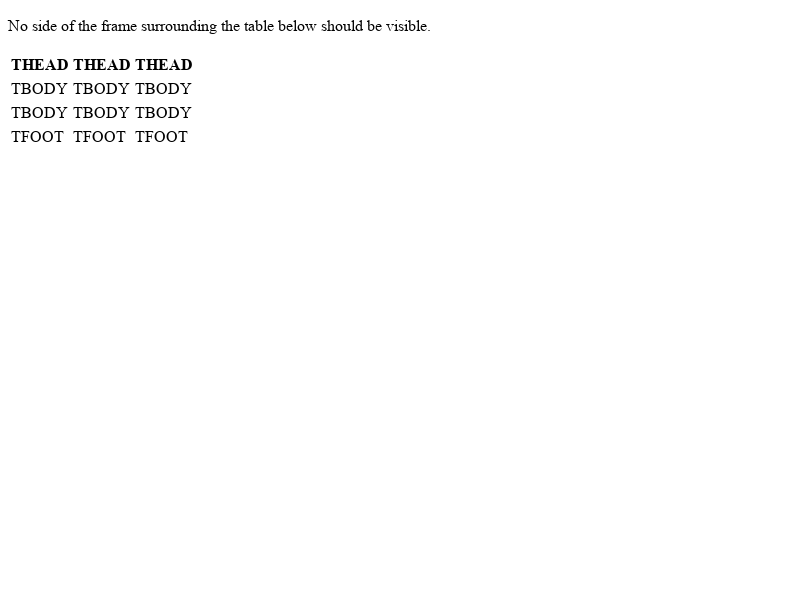 No side of the frame surrounding the table below should be visible.
THEAD THEAD THEAD
TBODY TBODY TBODY
TBODY TBODY TBODY
TFOOT TFOOT TFOOT